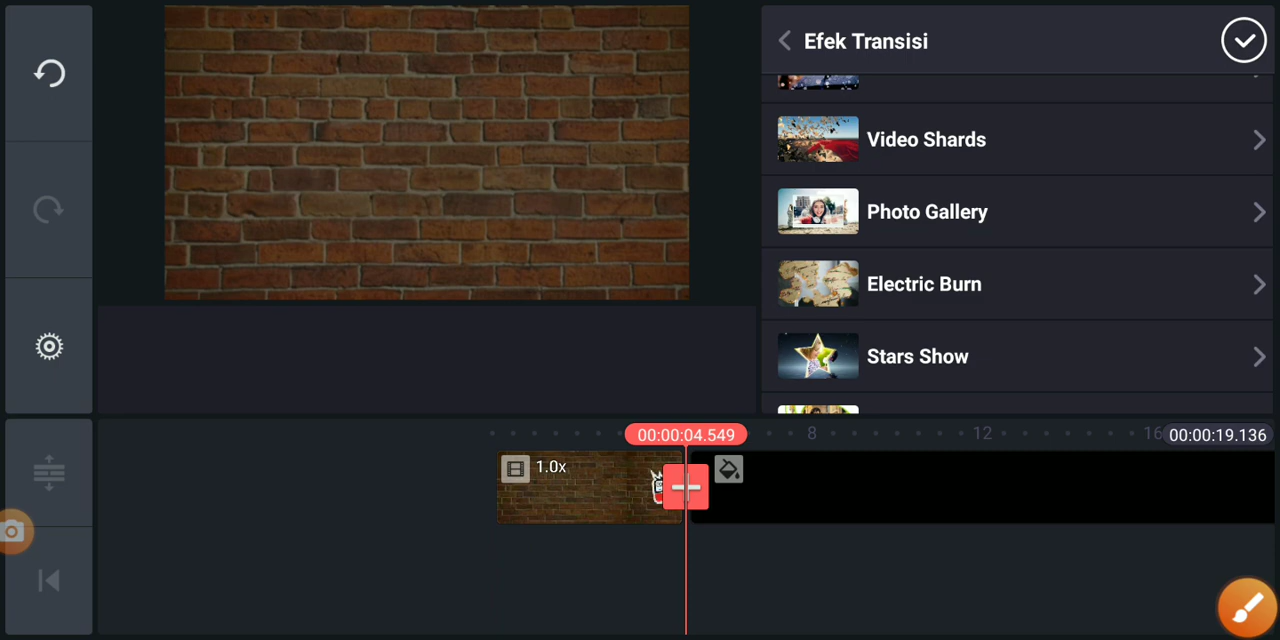 Efek Transisi
Video Shards
Photo Gallery
Electric Burn
Stars Show
00:00:04.549
8
12
16
00:00:19.136
1.0x